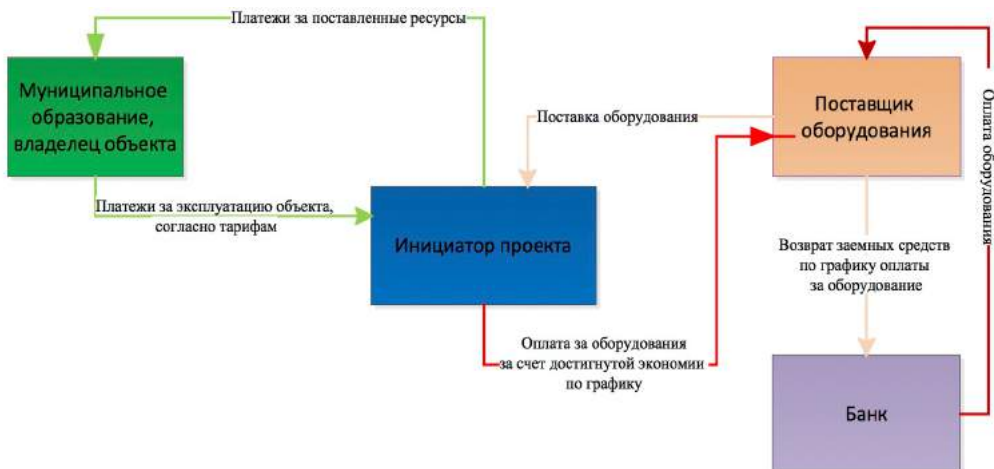 Платежи за поставленные ресурсы
Муниципальное
образование,
владелец объекта
Поставщик
оборудования
Оплата оборудования
Поставка оборудования
Платежи за эксплуатацию объекта,
согласно тарифам
Инициатор проекта
Возврат заемных средств
по графику оплаты
за оборудование
Оплата за оборудования
за счет достигнутой экономии
по графику
Банк